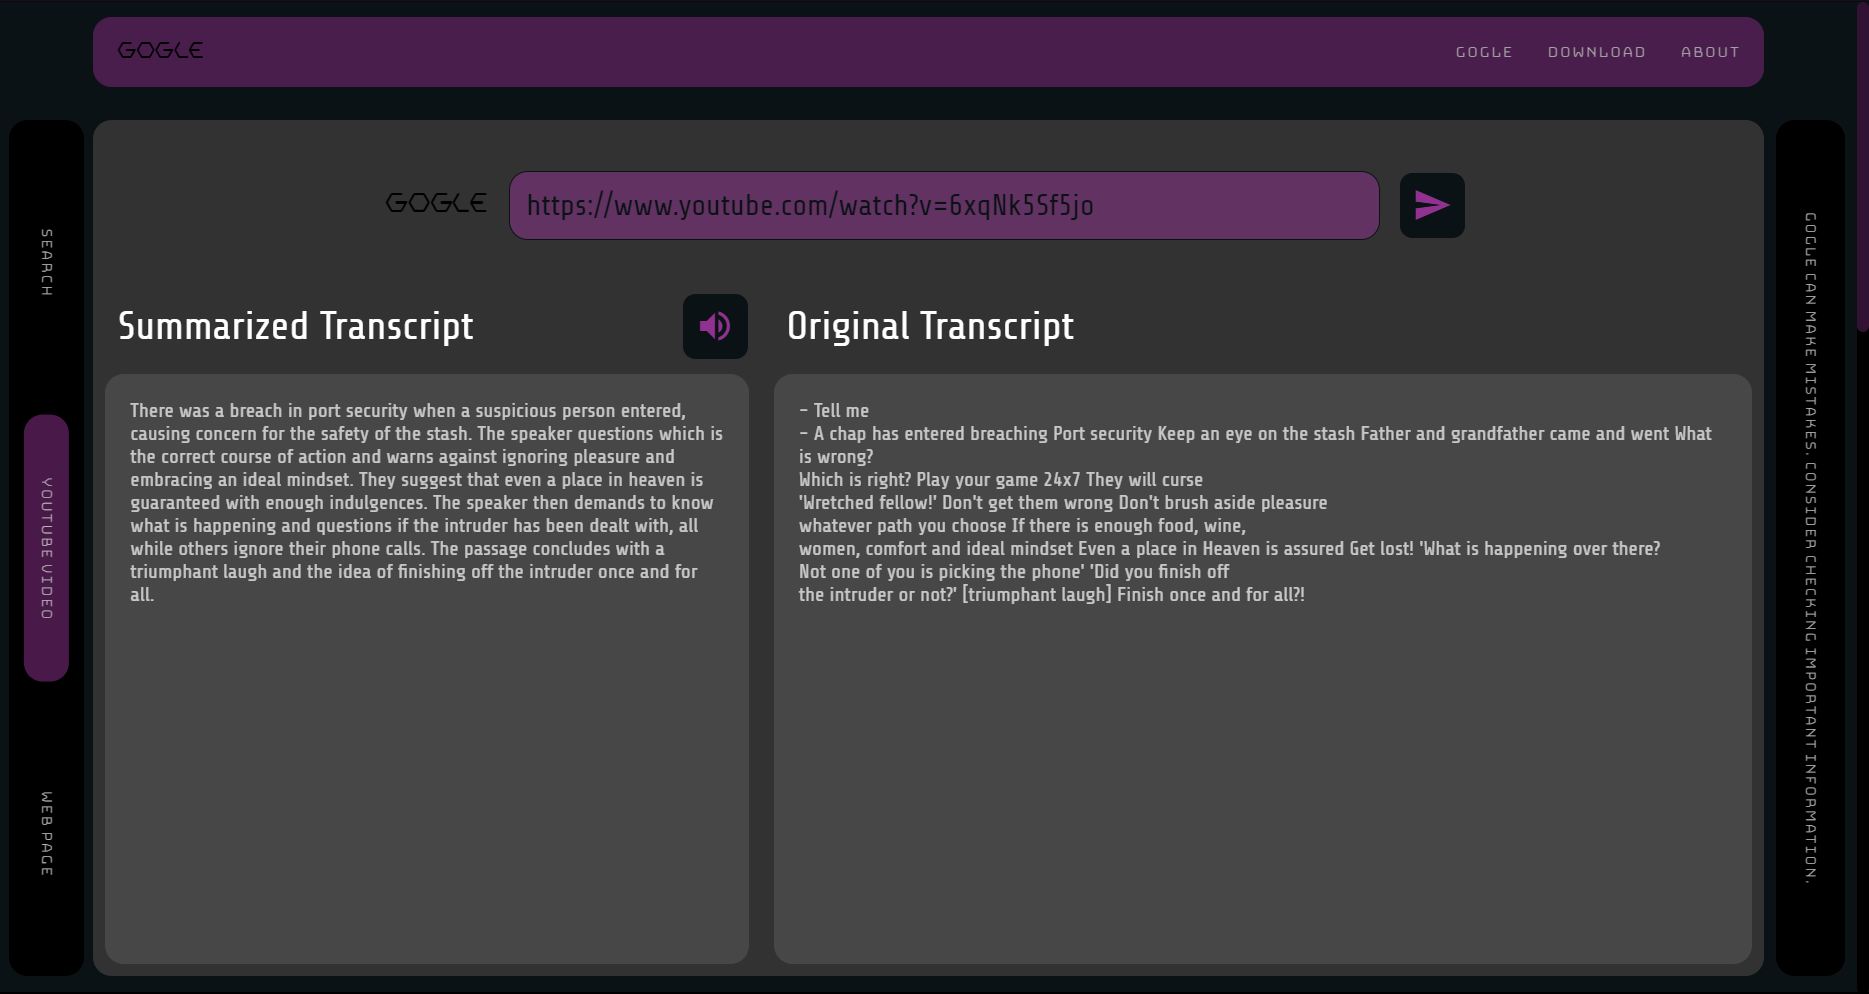 GOGLE
GOGLE
DOWNLOAD
ABOUT
SEARCH
YOUTUBE VIDEO
WEB PAGE
GOGLE
https://www.youtube.com/watch?v=6xqNk5Sf5jo
Summarized Transcript
There was a breach in port security when a suspicious person entered,
causing concern for the safety of the stash. The speaker questions which is
the correct course of action and warns against ignoring pleasure and
embracing an ideal mindset. They suggest that even a place in heaven is
guaranteed with enough indulgences. The speaker then demands to know
what is happening and questions if the intruder has been dealt with, all
while others ignore their phone calls. The passage concludes with a
triumphant laugh and the idea of finishing off the intruder once and for
all.
Original Transcript
- Tell me
- A chap has entered breaching Port security Keep an eye on the stash Father and grandfather came and went What
is wrong?
Which is right? Play your game 24x7 They will curse
'Wretched fellow!' Don't get them wrong Don't brush aside pleasure
whatever path you choose If there is enough food, wine,
women, comfort and ideal mindset Even a place in Heaven is assured Get lost! 'What is happening over there?
Not one of you is picking the phone' 'Did you finish off
the intruder or not?' [triumphant laugh] Finish once and for all?!
GOGLE CAN MAKE MISTAKES. CONSIDER CHECKING IMPORTANT INFORMATION.